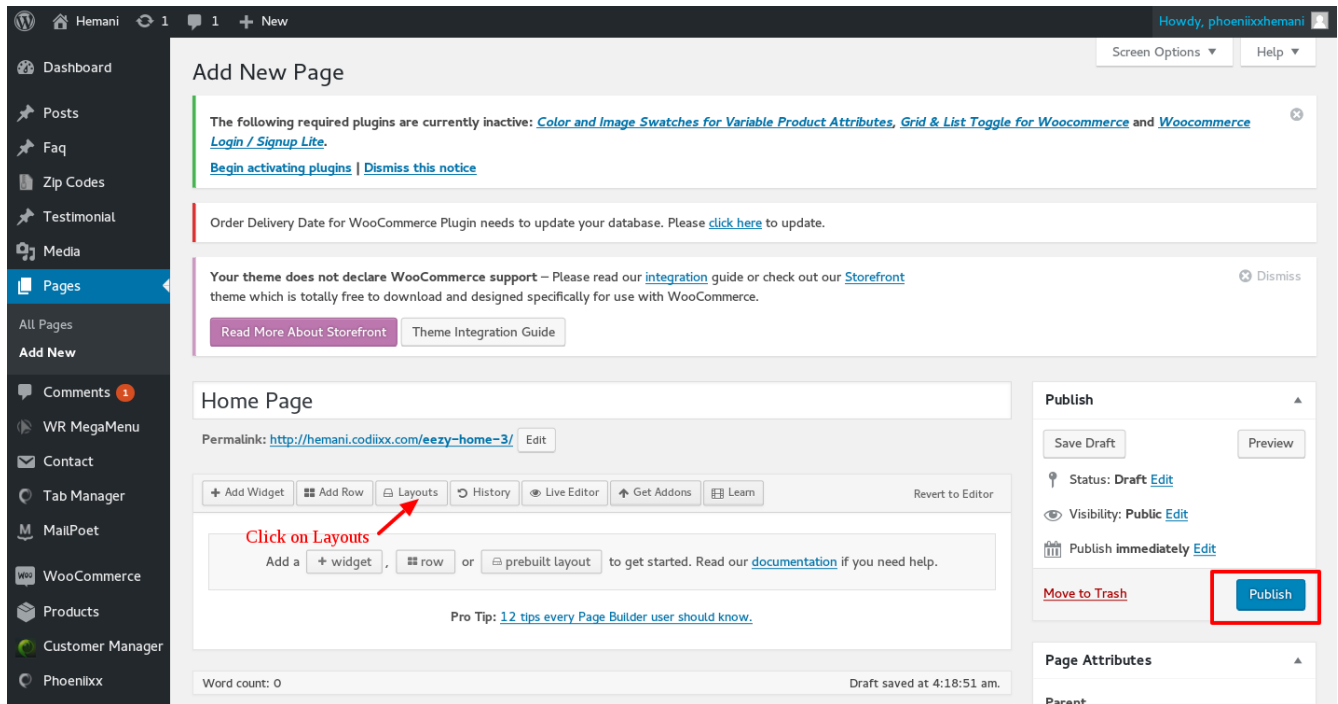 Hemani 1 1 + New Howdy, phoeniixxhemani
Screen Options ▼ Help ▼
Dashboard
Posts
Faq
Zip Codes
Testimonial
Media
Pages
All Pages
Add New
Comments 1
WR MegaMenu
Contact
Tab Manager
MailPoet
WooCommerce
Products
Customer Manager
Phoeniixx
Add New Page
The following required plugins are currently inactive: Color and Image Swatches for Variable Product Attributes, Grid & List Toggle for Woocommerce and Woocommerce
Login / Signup Lite.
Begin activating plugins | Dismiss this notice
Order Delivery Date for WooCommerce Plugin needs to update your database. Please click here to update.
Your theme does not declare WooCommerce support – Please read our integration guide or check out our Storefront
theme which is totally free to download and designed specifically for use with WooCommerce.
Dismiss
Read More About Storefront Theme Integration Guide
Home Page
Permalink: http://hemani.codiixx.com/eezy-home-3/ Edit
+ Add Widget Add Row Layouts History Live Editor Get Addons Learn Revert to Editor
Click on Layouts
Add a + widget , row or prebuilt layout to get started. Read our documentation if you need help.
Pro Tip: 12 tips every Page Builder user should know.
Word count: 0 Draft saved at 4:18:51 am.
Publish
Save Draft Preview
Status: Draft Edit
Visibility: Public Edit
Publish immediately Edit
Move to Trash Publish
Page Attributes
Parent